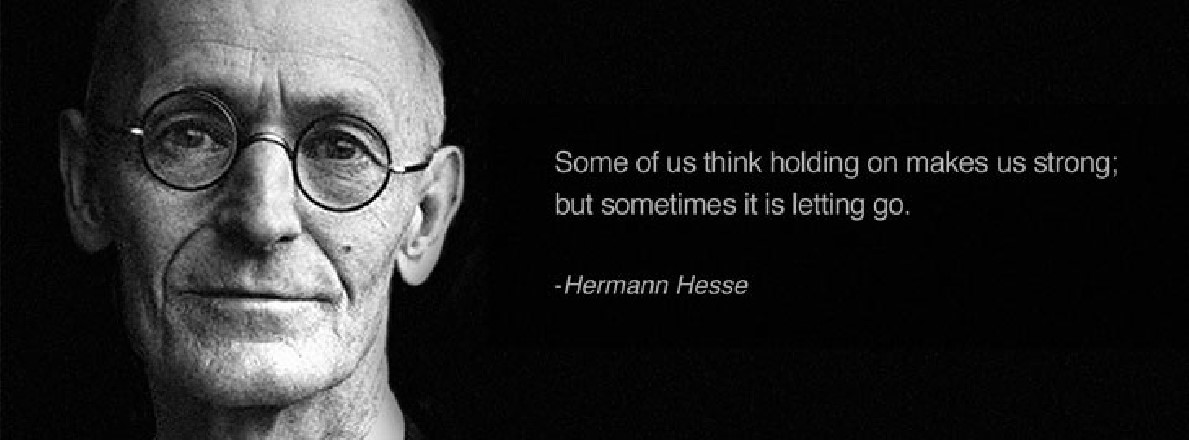 Some of us think holding on makes us strong;
but sometimes it is letting go.
-Hermann Hesse